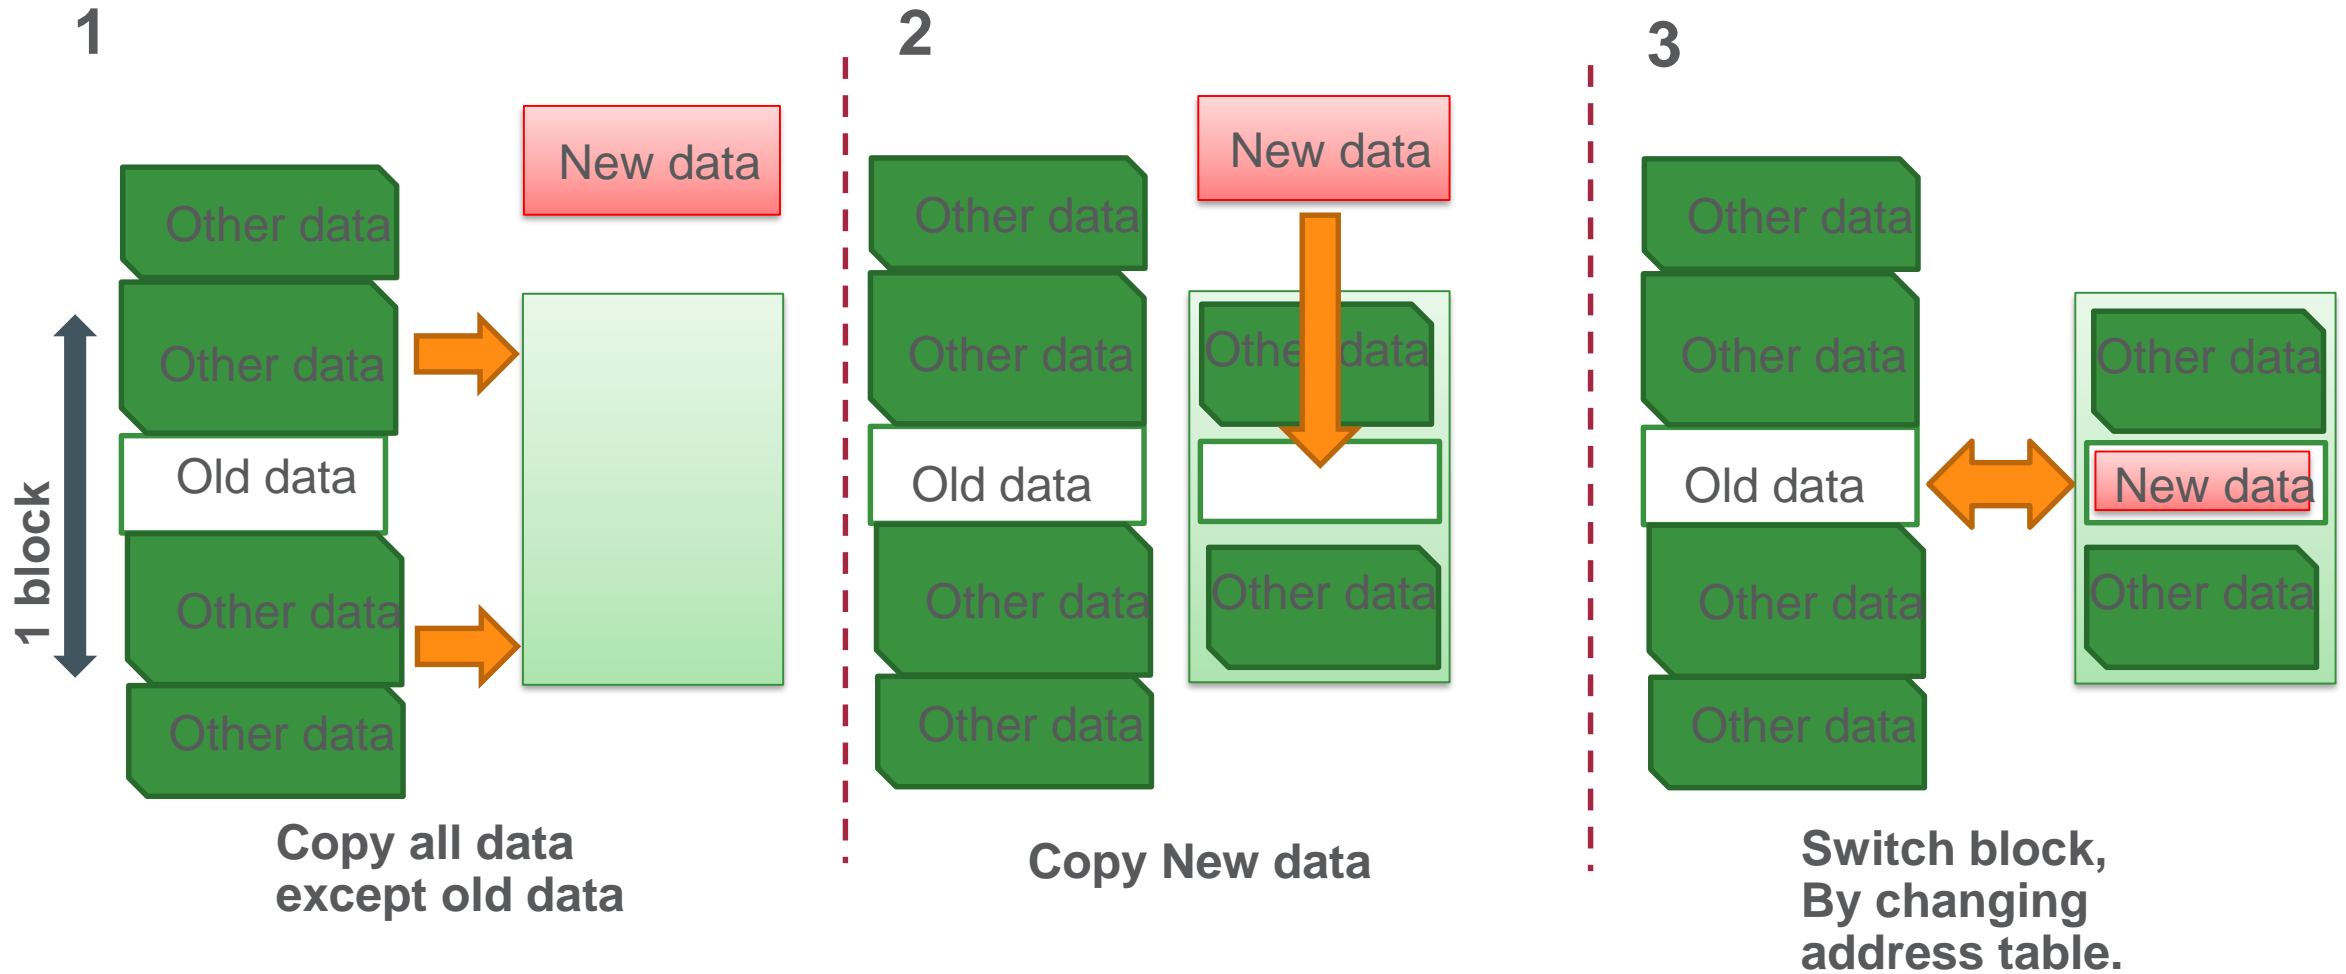 1
New data
Other data
Other data
Old data
Other data
Other data
1 block
Copy all data
except old data
2
New data
Other data
Other data
Other data
Old data
Other data
Other data
Other data
Copy New data
3
Other data
Other data
Other data
Old data
New data
Other data
Other data
Other data
Switch block,
By changing
address table.